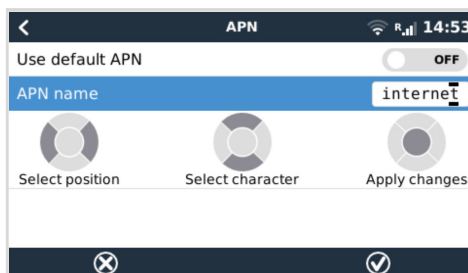 APN R 14:53
Use default APN OFF
APN name internet
Select position Select character Apply changes